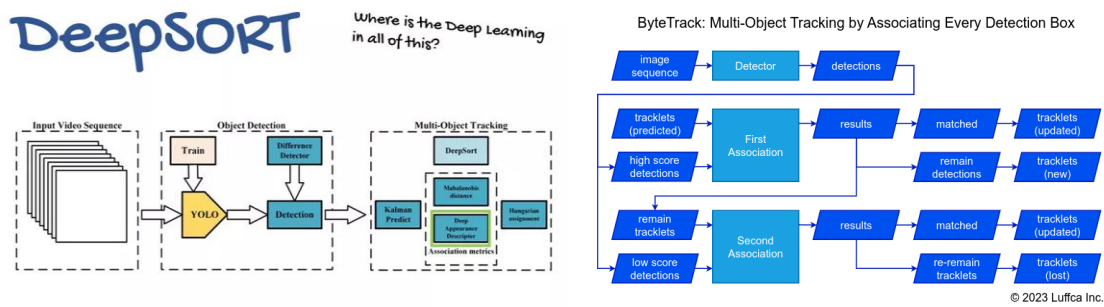 DeepSORT
Where is the Deep Learning
in all of this?
Input Video Sequence
Object Detection
Train
Difference
Detector
YOLO
Detection
Multi-Object Tracking
DeepSort
Mahalanobis
distance
Kalman
Predict
Deep
Appearance
Descriptor
Hungarian
assignment
Association metrics
ByteTrack: Multi-Object Tracking by Associating Every Detection Box
image
sequence
Detector
detections
tracklets
(predicted)
high score
detections
First
Association
results
matched
tracklets
(updated)
remain
detections
tracklets
(new)
remain
tracklets
low score
detections
Second
Association
results
matched
tracklets
(updated)
re-remain
tracklets
tracklets
(lost)
© 2023 Luffca Inc.